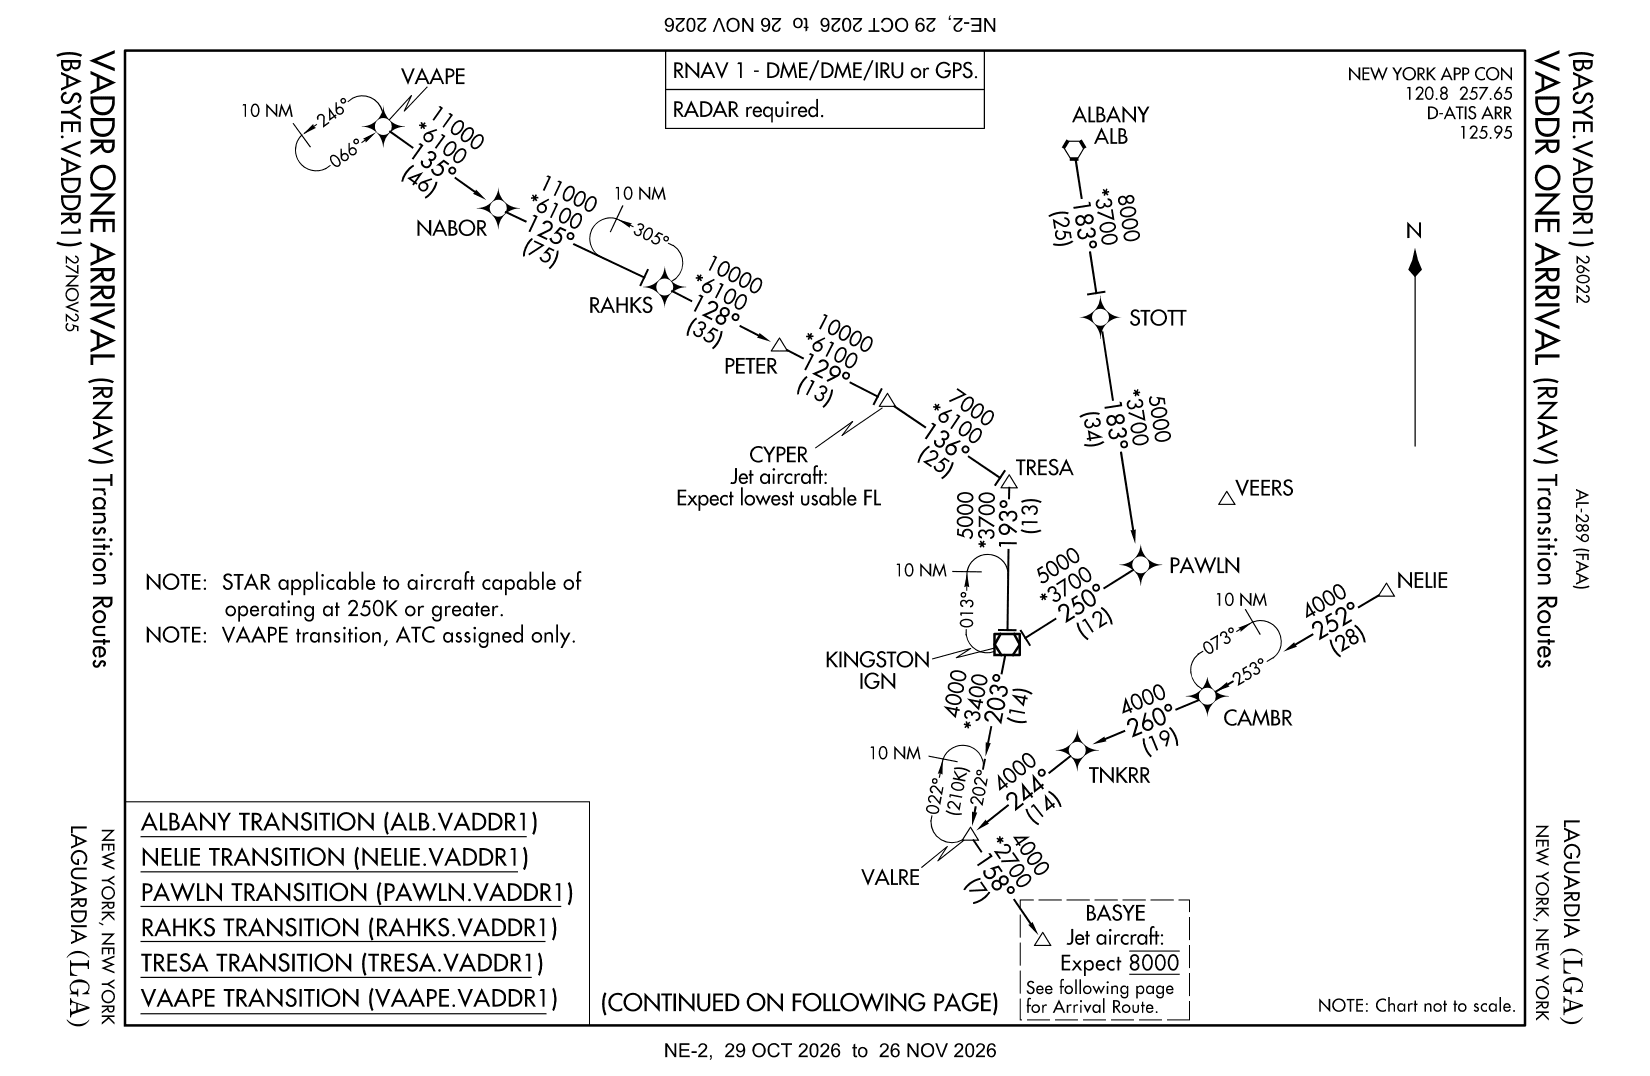 NE-2, 29 OCT 2026 to 26 NOV 2026
(BASYE.VADDR1) 27NOV25
VADDR ONE ARRIVAL (RNAV) Transition Routes
LAGUARDIA (LGA)
NEW YORK, NEW YORK
RNAV 1 - DME/DME/IRU or GPS.
RADAR required.
NEW YORK APP CON
120.8 257.65
D-ATIS ARR
125.95
VAAPE
10 NM
246°
066°
11000
*6100
135°
(46)
NABOR
11000
*6100
125°
(75)
10 NM
305°
RAHKS
10000
*6100
128°
(35)
PETER
10000
*6100
129°
(13)
CYPER
Jet aircraft:
Expect lowest usable FL
7000
*6100
136°
(25)
TRESA
5000
*3700
193°
(13)
ALBANY
ALB
8000
*3700
183°
(25)
STOTT
5000
*3700
183°
(34)
N
VEERS
PAWLN
5000
*3700
250°
(12)
10 NM
013°
KINGSTON
IGN
NELIE
4000
252°
(28)
10 NM
073°
253°
CAMBR
4000
260°
(19)
TNKRR
4000
244°
(14)
4000
*3400
203°
(14)
10 NM
022°
(210K)
202°
VALRE
4000
*2700
158°
(7)
BASYE
Jet aircraft:
Expect 8000
See following page
for Arrival Route.
NOTE: STAR applicable to aircraft capable of
operating at 250K or greater.
NOTE: VAAPE transition, ATC assigned only.
ALBANY TRANSITION (ALB.VADDR1)
NELIE TRANSITION (NELIE.VADDR1)
PAWLN TRANSITION (PAWLN.VADDR1)
RAHKS TRANSITION (RAHKS.VADDR1)
TRESA TRANSITION (TRESA.VADDR1)
VAAPE TRANSITION (VAAPE.VADDR1)
(CONTINUED ON FOLLOWING PAGE)
NOTE: Chart not to scale.
(BASYE.VADDR1) 26022
VADDR ONE ARRIVAL (RNAV) Transition Routes
AL-289 (FAA)
LAGUARDIA (LGA)
NEW YORK, NEW YORK
NE-2, 29 OCT 2026 to 26 NOV 2026